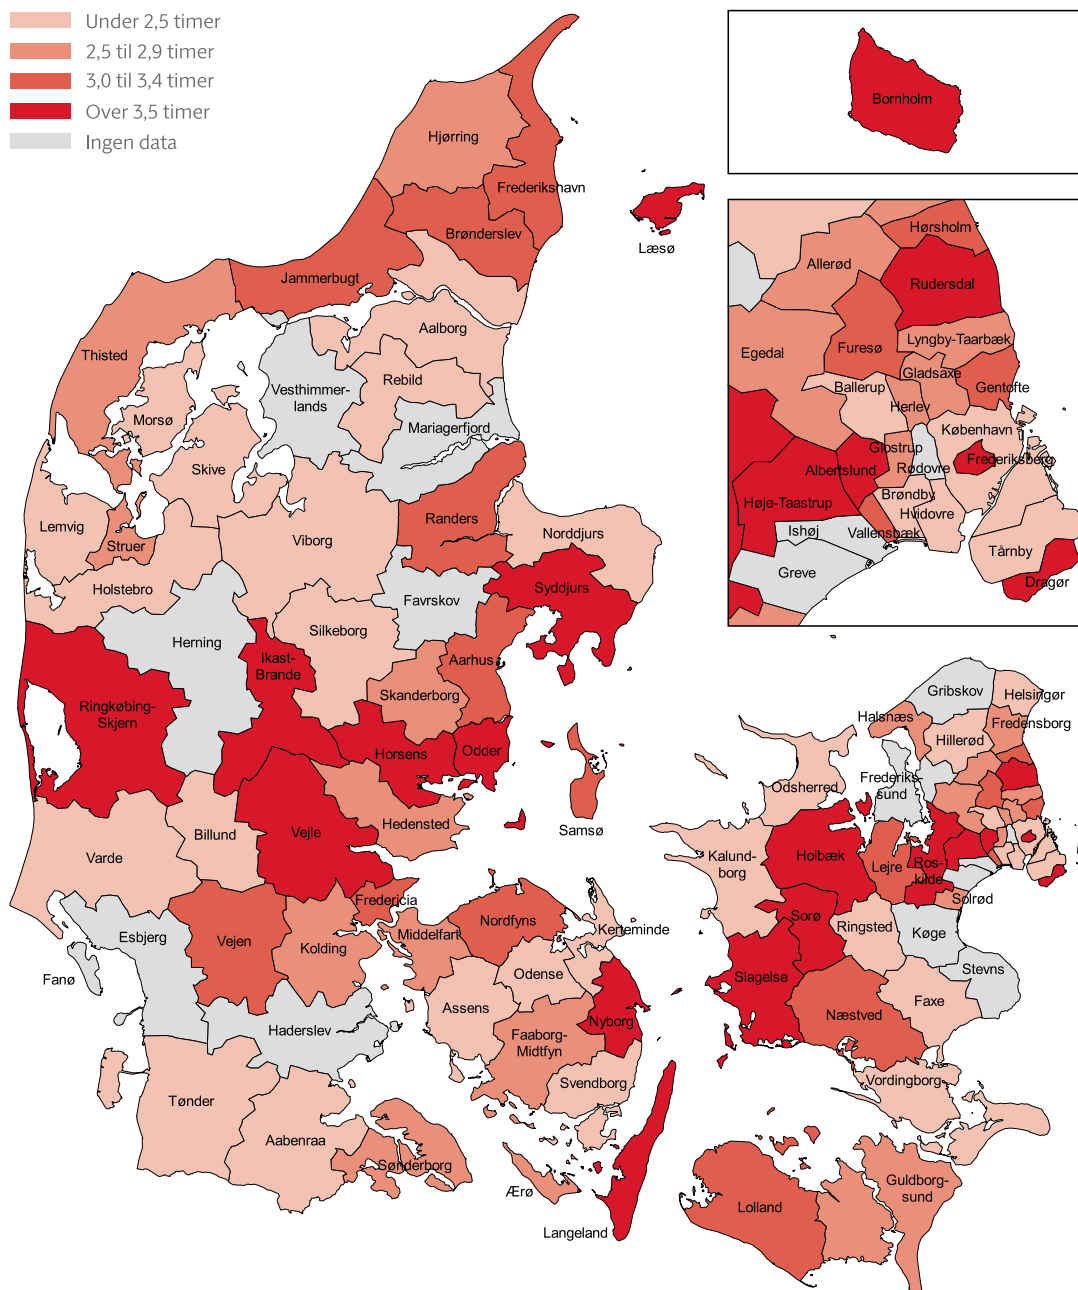 Under 2,5 timer
2,5 til 2,9 timer
3,0 til 3,4 timer
Over 3,5 timer
Ingen data
Bornholm
Hjørring
Frederikshavn
Brønderslev
Læsø
Jammerbugt
Aalborg
Thisted
Rebild
Vesthimmer-
lands
Morsø
Mariagerfjord
Skive
Lemvig
Randers
Viborg
Norddjurs
Struer
Holstebro
Favrskov
Syddjurs
Herning
Silkeborg
Ikast-
Brande
Aarhus
Skanderborg
Ringkøbing-
Skjern
Horsens
Odder
Samsø
Hedensted
Billund
Vejle
Varde
Fredericia
Esbjerg
Vejen
Kolding
Fanø
Haderslev
Tønder
Aabenraa
Sønderborg
Middelfart
Nordfyns
Kerteminde
Odense
Assens
Nyborg
Faaborg-
Midtfyn
Svendborg
Ærø
Langeland
Hørsholm
Allerød
Rudersdal
Egedal
Furesø
Lyngby-Taarbæk
Gladsaxe
Ballerup
Gentofte
Herlev
København
Glostrup
Frederiksberg
Albertslund
Rødovre
Høje-Taastrup
Brøndby
Hvidovre
Ishøj
Vallensbæk
Tårnby
Greve
Dragør
Gribskov
Helsingør
Halsnæs
Fredensborg
Hillerød
Frederiks-
sund
Odsherred
Kalund-
borg
Holbæk
Lejre
Ros-
kilde
Solrød
Sorø
Ringsted
Køge
Stevns
Slagelse
Faxe
Næstved
Vordingborg
Guldborg-
sund
Lolland